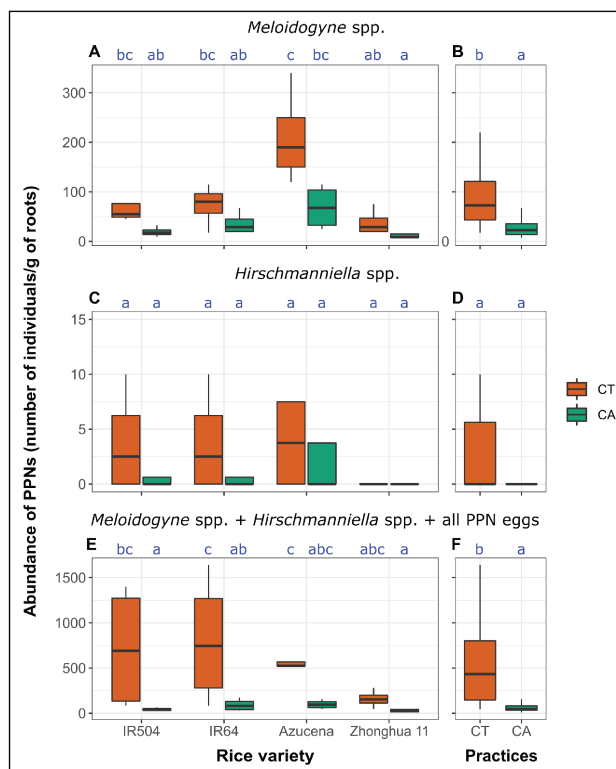 Meloidogyne spp.
A bc ab bc ab c bc ab a B b a
300
200
100
0
0
Hirschmanniella spp.
C a a a a a a a a D a a
15
10
5
0
Meloidogyne spp. + Hirschmanniella spp. + all PPN eggs
E bc a c ab c abc abc a F b a
1500
1000
500
0
IR504 IR64 Azucena Zhonghua 11 CT CA
Rice variety Practices
Abundance of PPNs (number of individuals/g of roots)
CT
CA